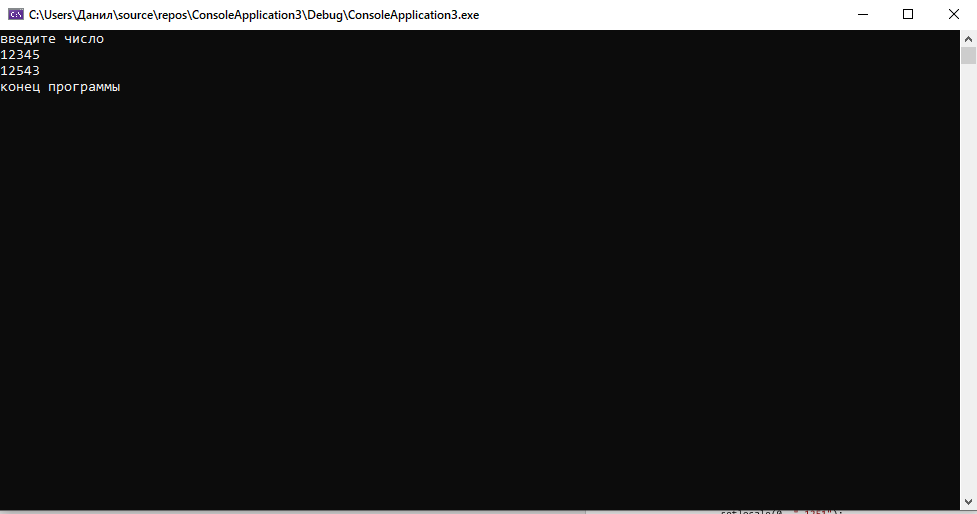 C:\Users\Данил\source\repos\ConsoleApplication3\Debug\ConsoleApplication3.exe
введите число
12345
12543
конец программы